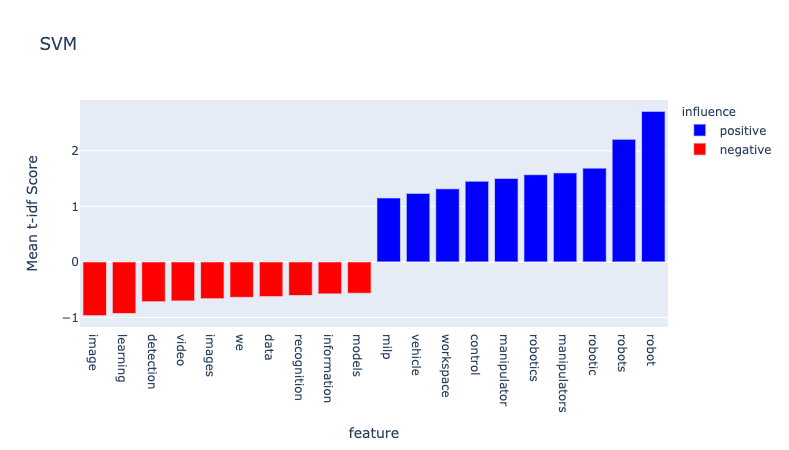 SVM
influence
positive
negative
Mean t-idf Score
2
1
0
−1
image
learning
detection
video
images
we
data
recognition
information
models
milp
vehicle
workspace
control
manipulator
robotics
manipulators
robotic
robots
robot
feature